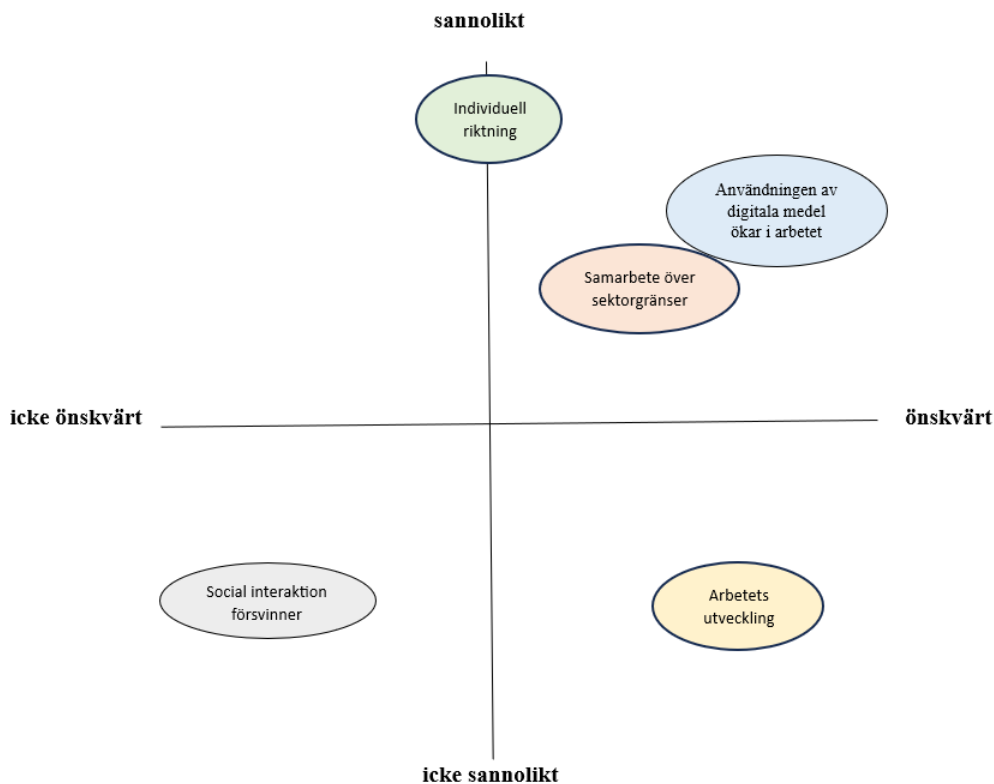 sannolikt
Individuell
riktning
Användningen av
digitala medel
ökar i arbetet
Samarbete över
sektorgränser
icke önskvärt
önskvärt
Social interaktion
försvinner
Arbetets
utveckling
icke sannolikt